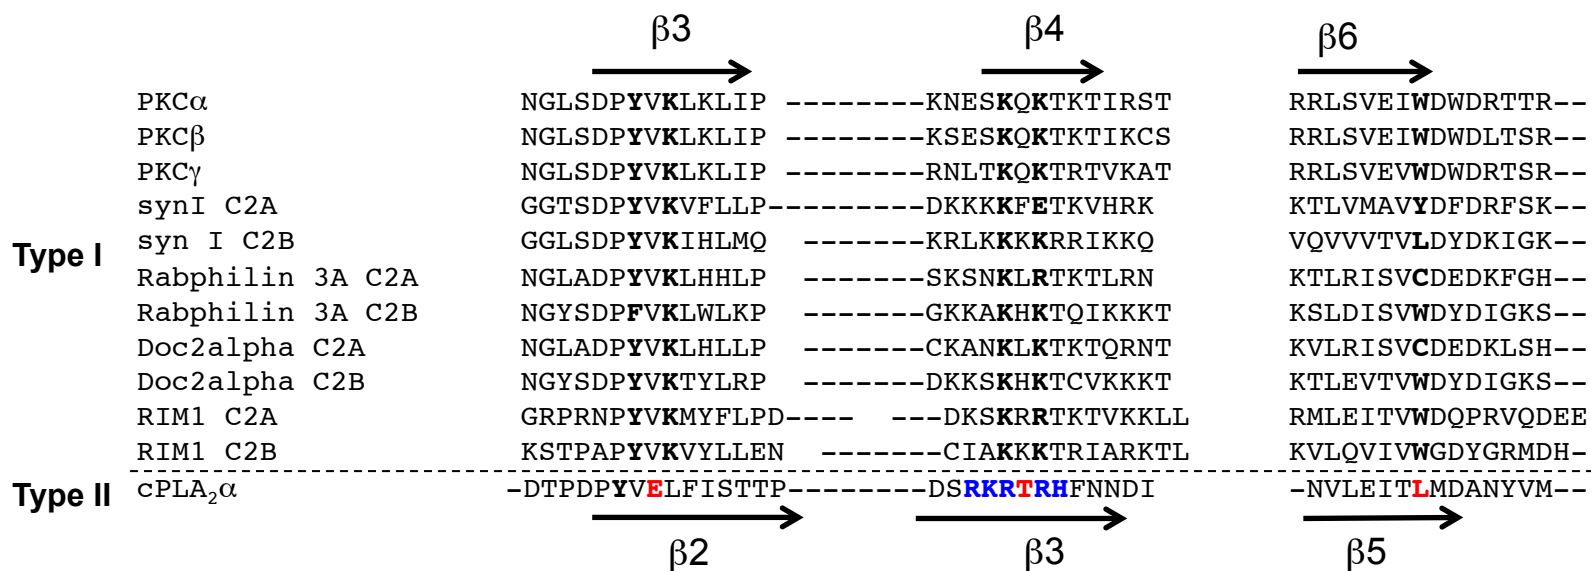 β3 β4 β6
PKCα NGLSDPYVKLKLIP --------KNESKQKTKTIRST RRLSVEIWDWDRTTR--
PKCβ NGLSDPYVKLKLIP --------KSESKQKTKTIKCS RRLSVEIWDWDLTSR--
PKCγ NGLSDPYVKLKLIP --------RNLTKQKTRTVKAT RRLSVEVWDWDRTSR--
synI C2A GGTSDPYVKVFLLP---------DKKKKFETKVHRK KTLVMAVYDFDRFSK--
Type I
syn I C2B GGLSDPYVKIHLMQ -------KRLKKKKRRIKKQ VQVVVTVLDYDKIGK--
Rabphilin 3A C2A NGLADPYVKLHHLP -------SKSNKLRTKTLRN KTLRISVCDEDKFGH--
Rabphilin 3A C2B NGYSDPFVKLWLKP -------GKKAKHKTQIKKKT KSLDISVWDYDIGKS--
Doc2alpha C2A NGLADPYVKLHLLP -------CKANKLKTKTQRNT KVLRISVCDEDKLSH--
Doc2alpha C2B NGYSDPYVKTYLRP -------DKKSKHKTCVKKKT KTLEVTVWDYDIGKS--
RIM1 C2A GRPRNPYVKMYFLPD---- ---DKSKRRTKTVKKLL RMLEITVWDQPRVQDEE
RIM1 C2B KSTPAPYVKVYLLEN ------CIAKKKTRIARKTL KVLQVIVWGDYGRMDH-
Type II cPLA₂α -DTPDPYVELFISTTP--------DSRKRTRHFNNDI -NVLEITLMDANYVM--
β2 β3 β5